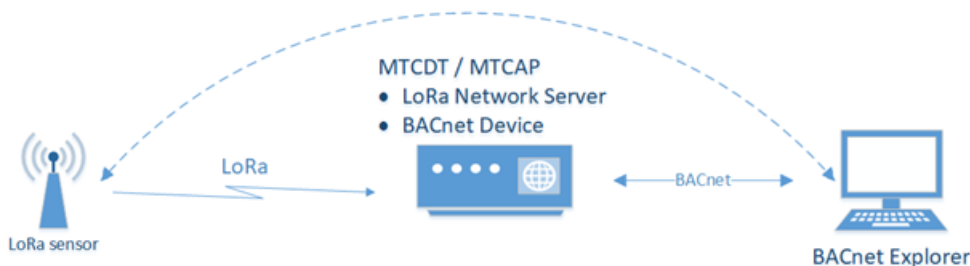 MTCDT / MTCAP
• LoRa Network Server
• BACnet Device
LoRa
BACnet
LoRa sensor
BACnet Explorer